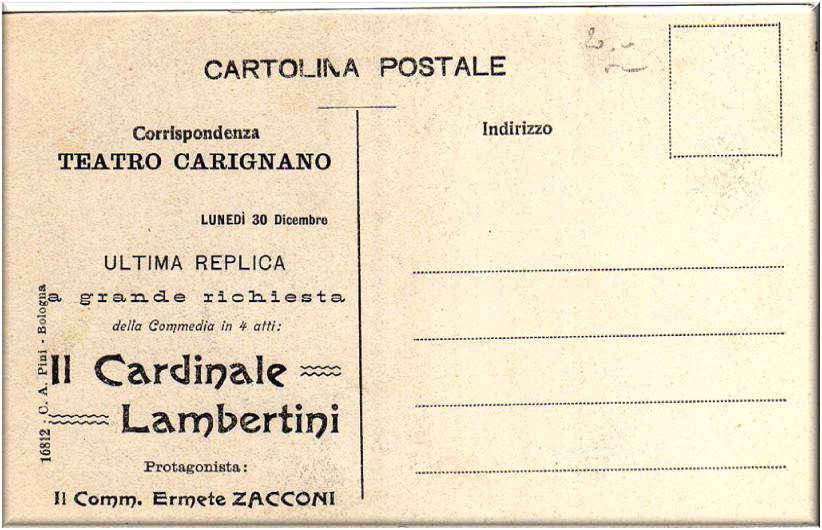 CARTOLINA POSTALE
Corrispondenza
TEATRO CARIGNANO
LUNEDÌ 30 Dicembre
ULTIMA REPLICA
a grande richiesta
della Commedia in 4 atti:
Il Cardinale
Lambertini
Protagonista:
Il Comm. Ermete ZACCONI
16812 - C. A. Pini - Bologna
Indirizzo